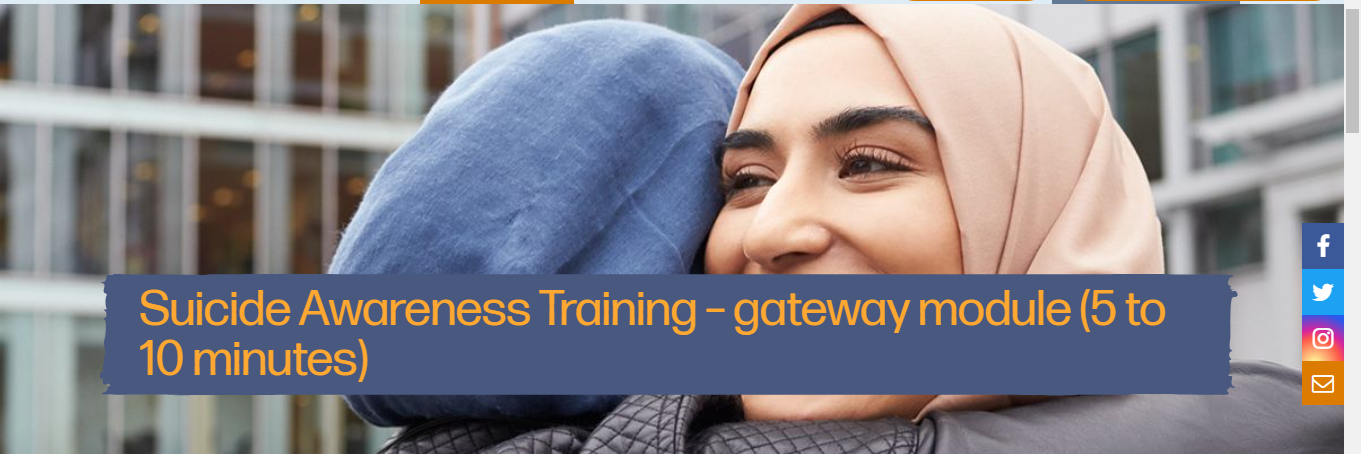 Suicide Awareness Training – gateway module (5 to
10 minutes)